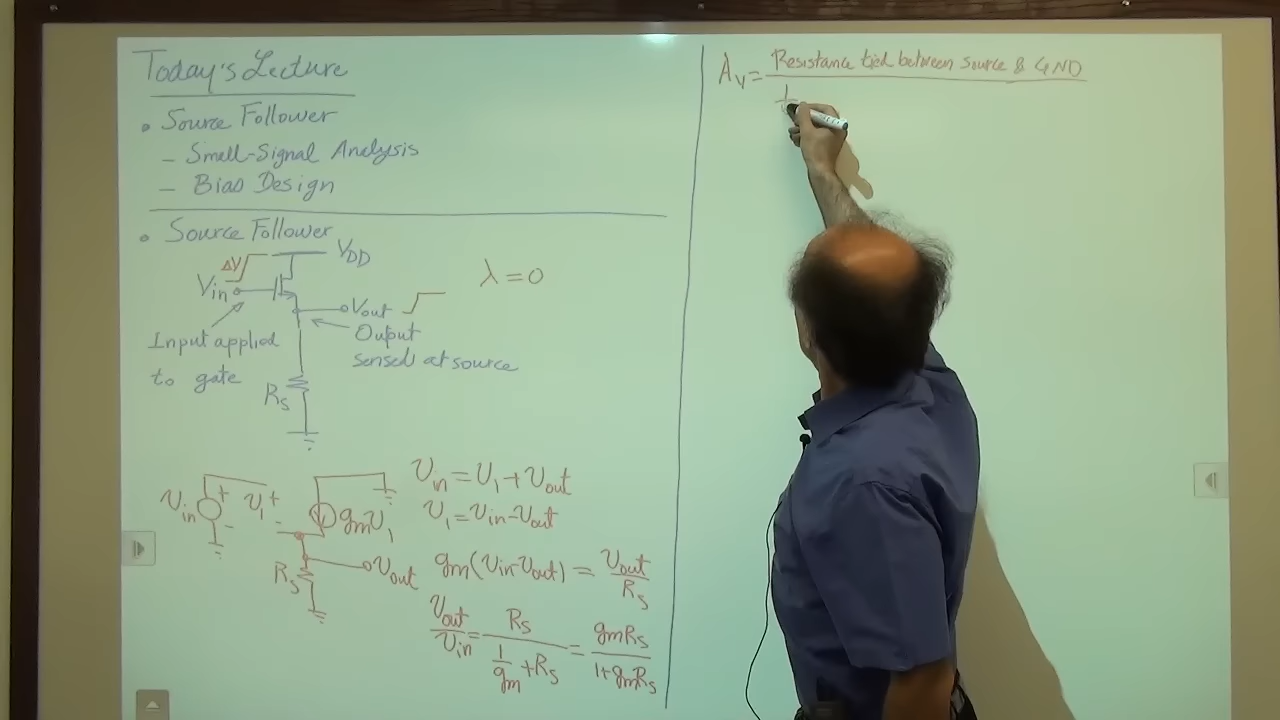 Today's Lecture
• Source Follower
– Small-Signal Analysis
– Bias Design
• Source Follower
ΔV
VDD
Vin
λ = 0
Vout
Input applied
to gate
Output
sensed at source
RS
vin + - v1 + - gmv1
RS
vout
vin = v1 + vout
v1 = vin - vout
gm(vin - vout) = vout / RS
vout / vin = RS / (1/gm + RS) = gmRS / (1 + gmRS)
Av = Resistance tied between Source & GND
1